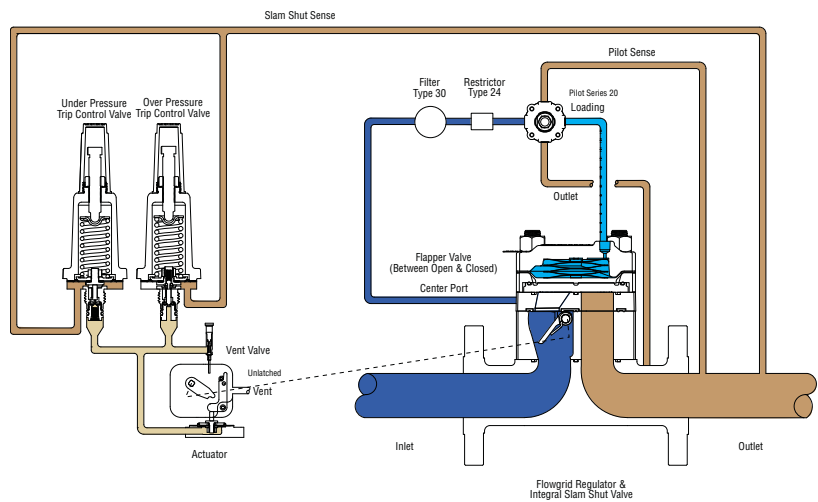 Slam Shut Sense
Pilot Sense
Filter
Type 30
Restrictor
Type 24
Pilot Series 20
Loading
Under Pressure
Trip Control Valve
Over Pressure
Trip Control Valve
Outlet
Flapper Valve
(Between Open & Closed)
Center Port
Vent Valve
Unlatched
Vent
Actuator
Inlet
Outlet
Flowgrid Regulator &
Integral Slam Shut Valve